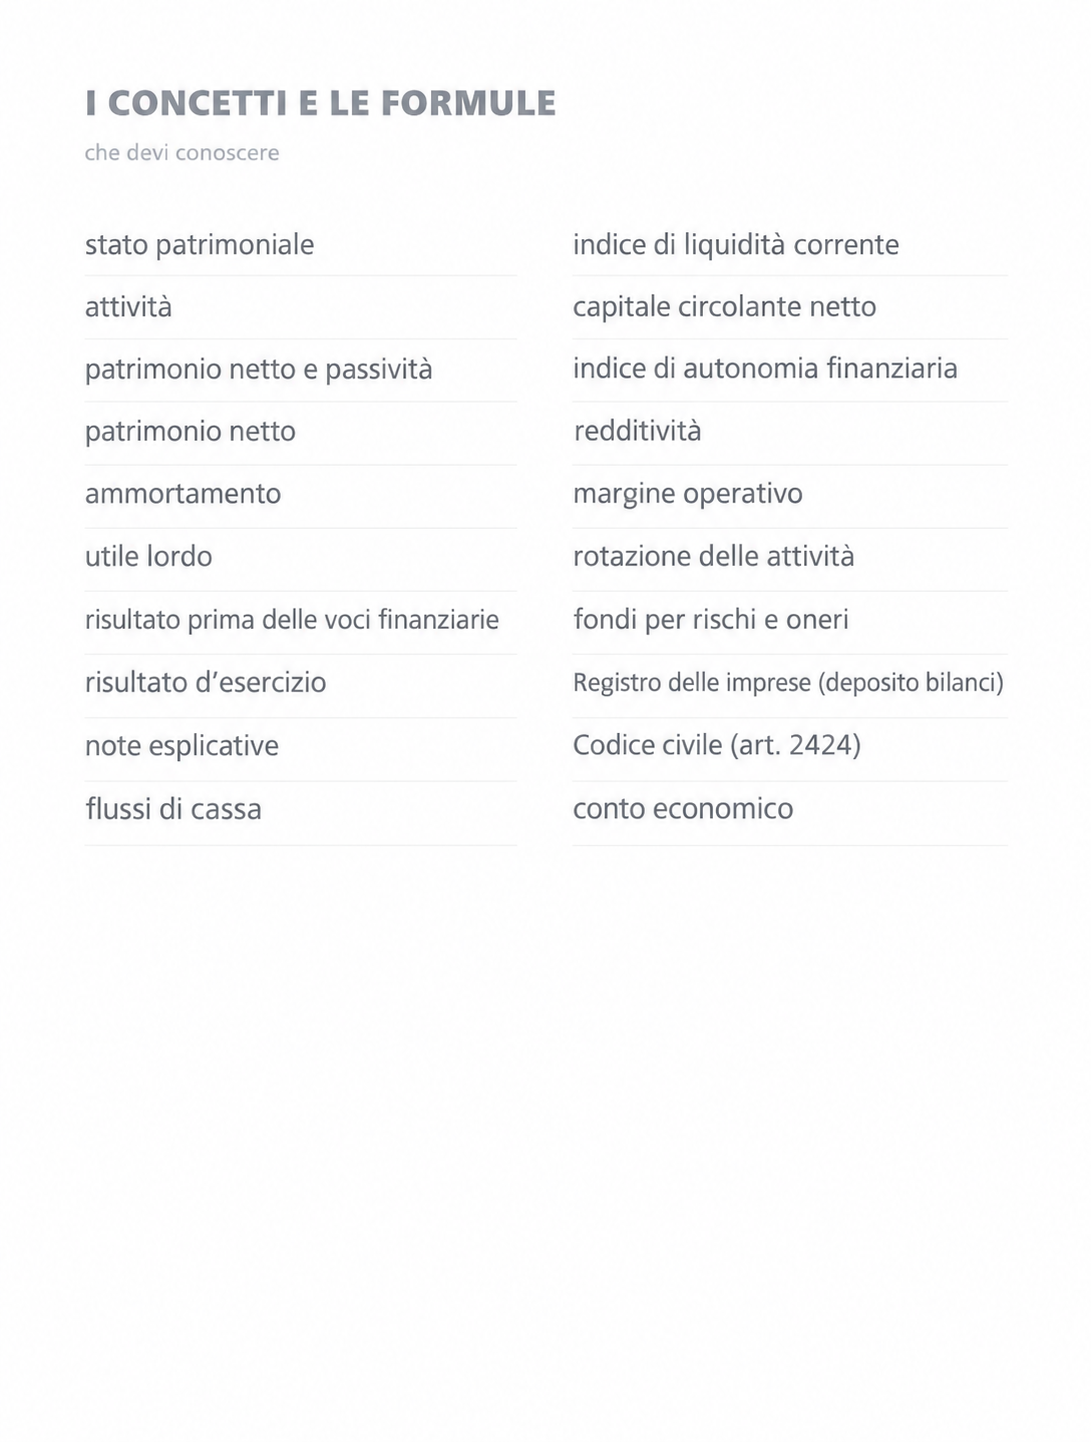 I CONCETTI E LE FORMULE
che devi conoscere
stato patrimoniale
attività
patrimonio netto e passività
patrimonio netto
ammortamento
utile lordo
risultato prima delle voci finanziarie
risultato d'esercizio
note esplicative
flussi di cassa
indice di liquidità corrente
capitale circolante netto
indice di autonomia finanziaria
redditività
margine operativo
rotazione delle attività
fondi per rischi e oneri
Registro delle imprese (deposito bilanci)
Codice civile (art. 2424)
conto economico